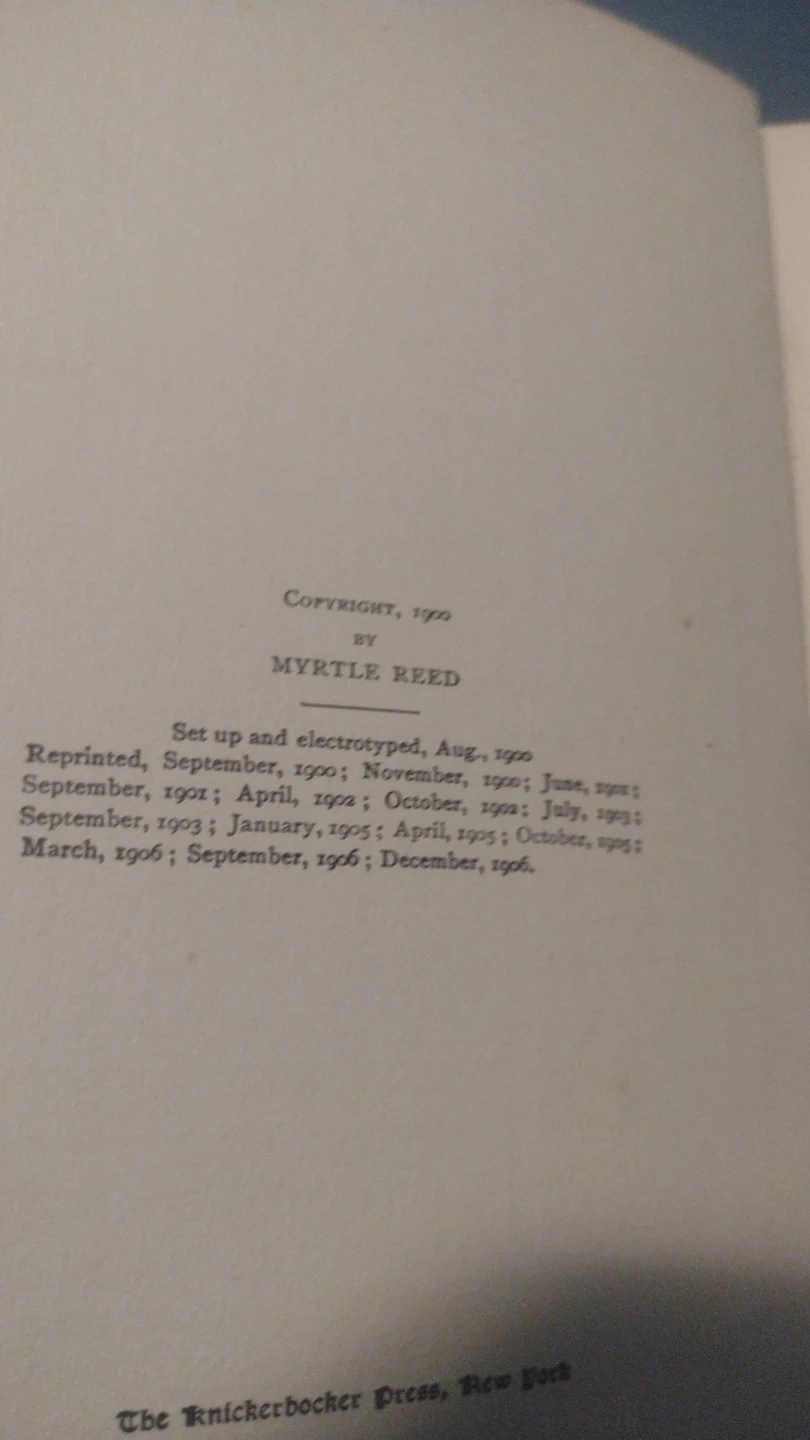 COPYRIGHT, 1900
BY
MYRTLE REED
Set up and electrotyped, Aug., 1900
Reprinted, September, 1900; November, 1900; June, 1901;
September, 1901; April, 1902; October, 1902; July, 1903;
September, 1903; January, 1905; April, 1905; October, 1905;
March, 1906; September, 1906; December, 1906.
The Knickerbocker Press, New York